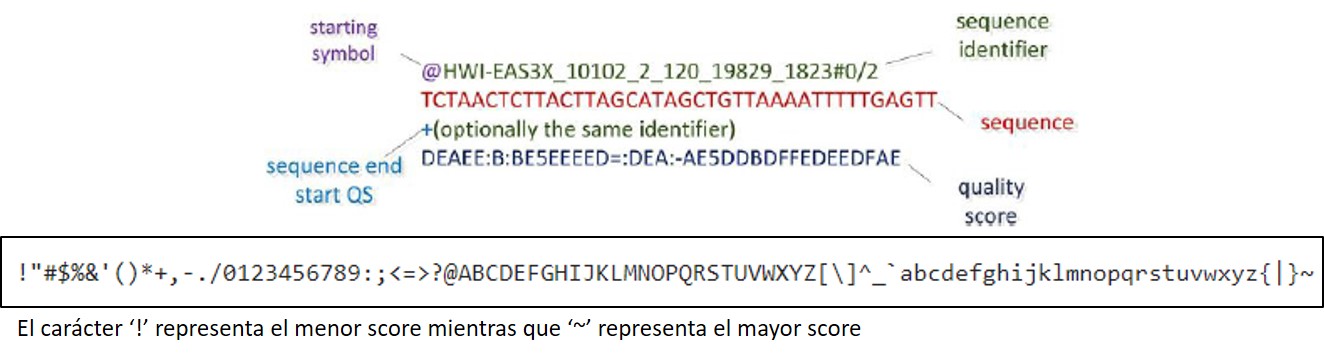 starting
symbol
sequence
identifier
@HWI-EAS3X_10102_2_120_19829_1823#0/2
TCTAACTCTTACTTAGCATAGCTGTTAAAATTTTTGAGTT
sequence
+(optionally the same identifier)
sequence end
start QS
DEAEE:B:BE5EEEED=:DEA:-AE5DDBDFFEDEEDFAE
quality
score
!"#$%&'()*+,-./0123456789:;<=>?@ABCDEFGHIJKLMNOPQRSTUVWXYZ[\]^_`abcdefghijklmnopqrstuvwxyz{|}~
El carácter ‘!’ representa el menor score mientras que ‘~’ representa el mayor score